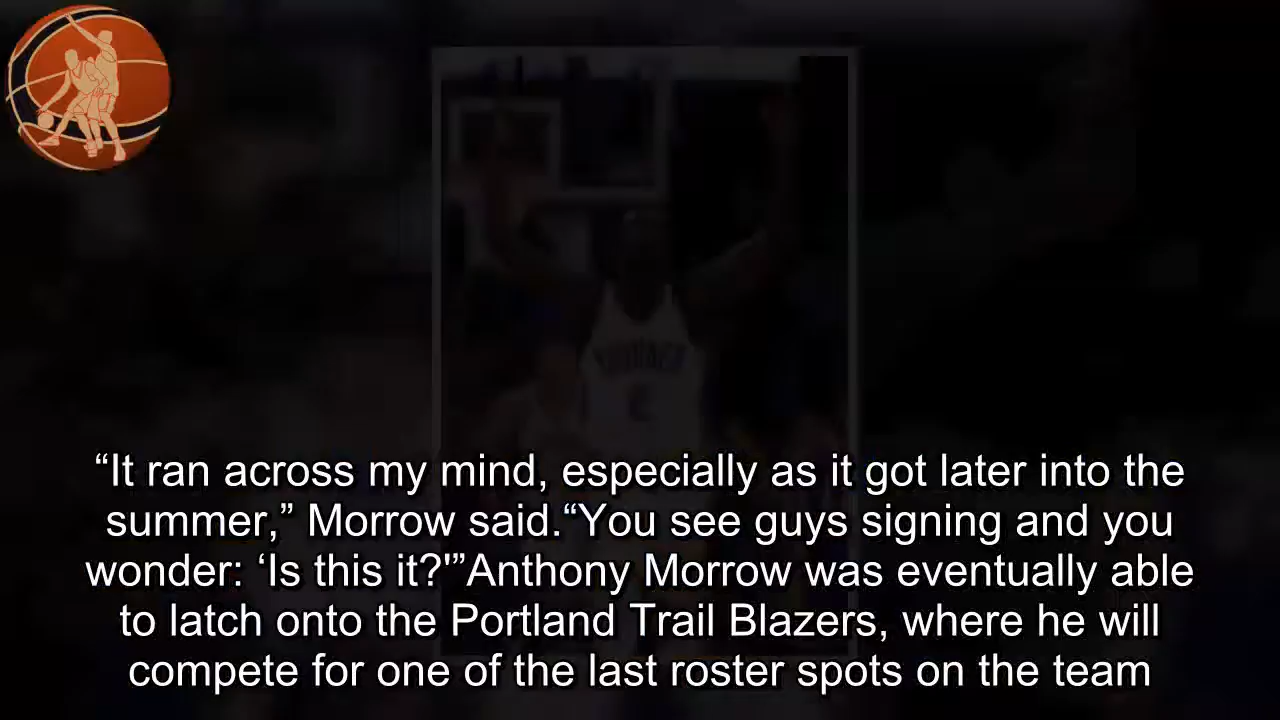 “It ran across my mind, especially as it got later into the
summer,” Morrow said.“You see guys signing and you
wonder: ‘Is this it?'”Anthony Morrow was eventually able
to latch onto the Portland Trail Blazers, where he will
compete for one of the last roster spots on the team